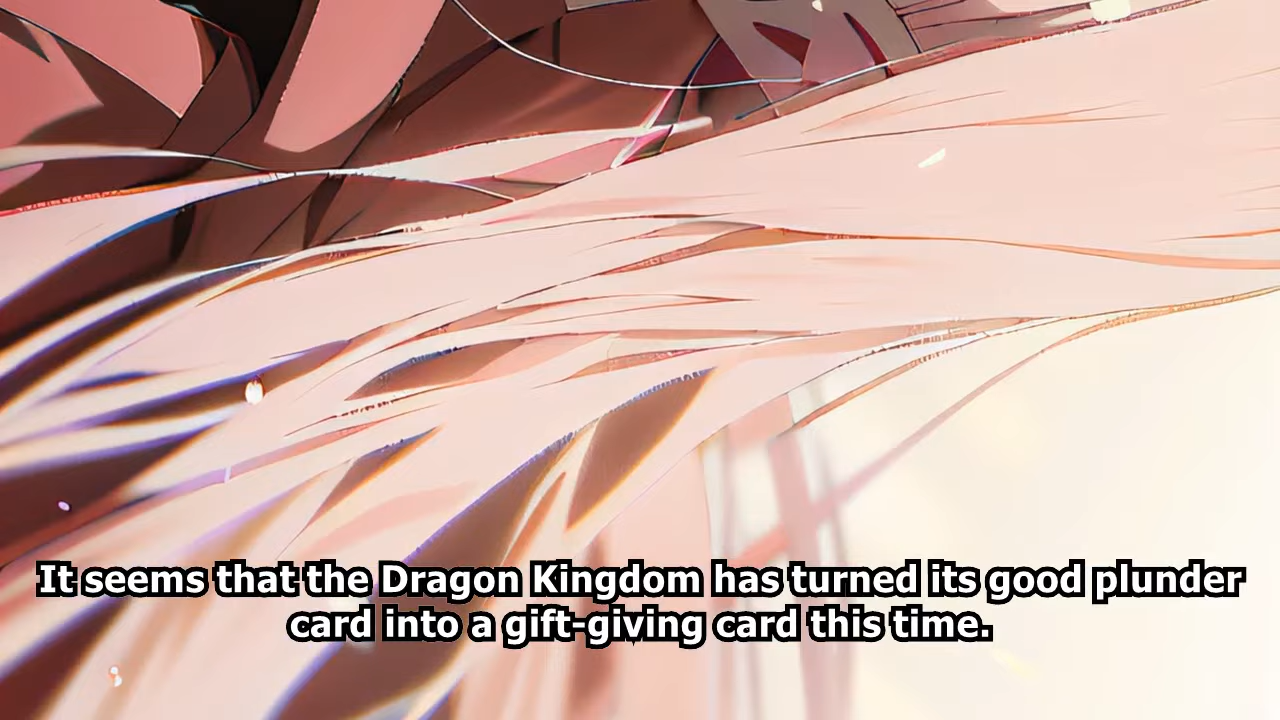 It seems that the Dragon Kingdom has turned its good plunder
card into a gift-giving card this time.